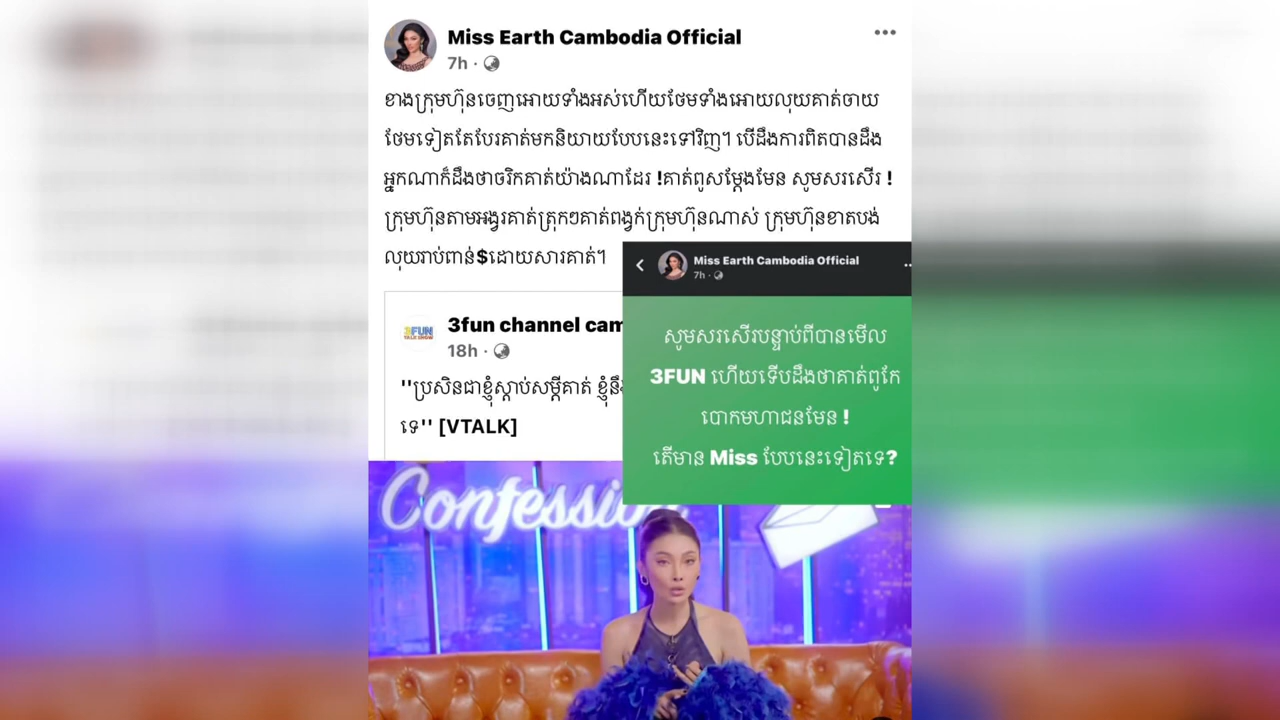 Miss Earth Cambodia Official
7h
ខាងក្រុមហ៊ុនចេញអោយទាំងអស់ហើយថែមទាំងអោយលុយគាត់ចាយ
ថែមទៀតតែបែរគាត់មកនិយាយបែបនេះទៅវិញ។ បើដឹងការពិតបានដឹង
អ្នកណាក៏ដឹងថាចរិកគាត់យ៉ាងណាដែរ !គាត់ពូសម្ដែងមែន សូមសរសើរ !
ក្រុមហ៊ុនតាមអង្វរគាត់ត្រុកៗគាត់ពង្វក់ក្រុមហ៊ុនណាស់ ក្រុមហ៊ុនខាតបង់
លុយរាប់ពាន់$ដោយសារគាត់។
3FUN
TALK SHOW
3fun channel cam
18h
''ប្រសិនជាខ្ញុំស្ដាប់សម្ដីគាត់ ខ្ញុំនឹង
ទេ'' [VTALK]
Miss Earth Cambodia Official
7h
សូមសរសើរបន្ទាប់ពីបានមើល
3FUN ហើយទើបដឹងថាគាត់ពូកែ
បោកមហាជនមែន !
តើមាន Miss បែបនេះទៀតទេ?
Confession